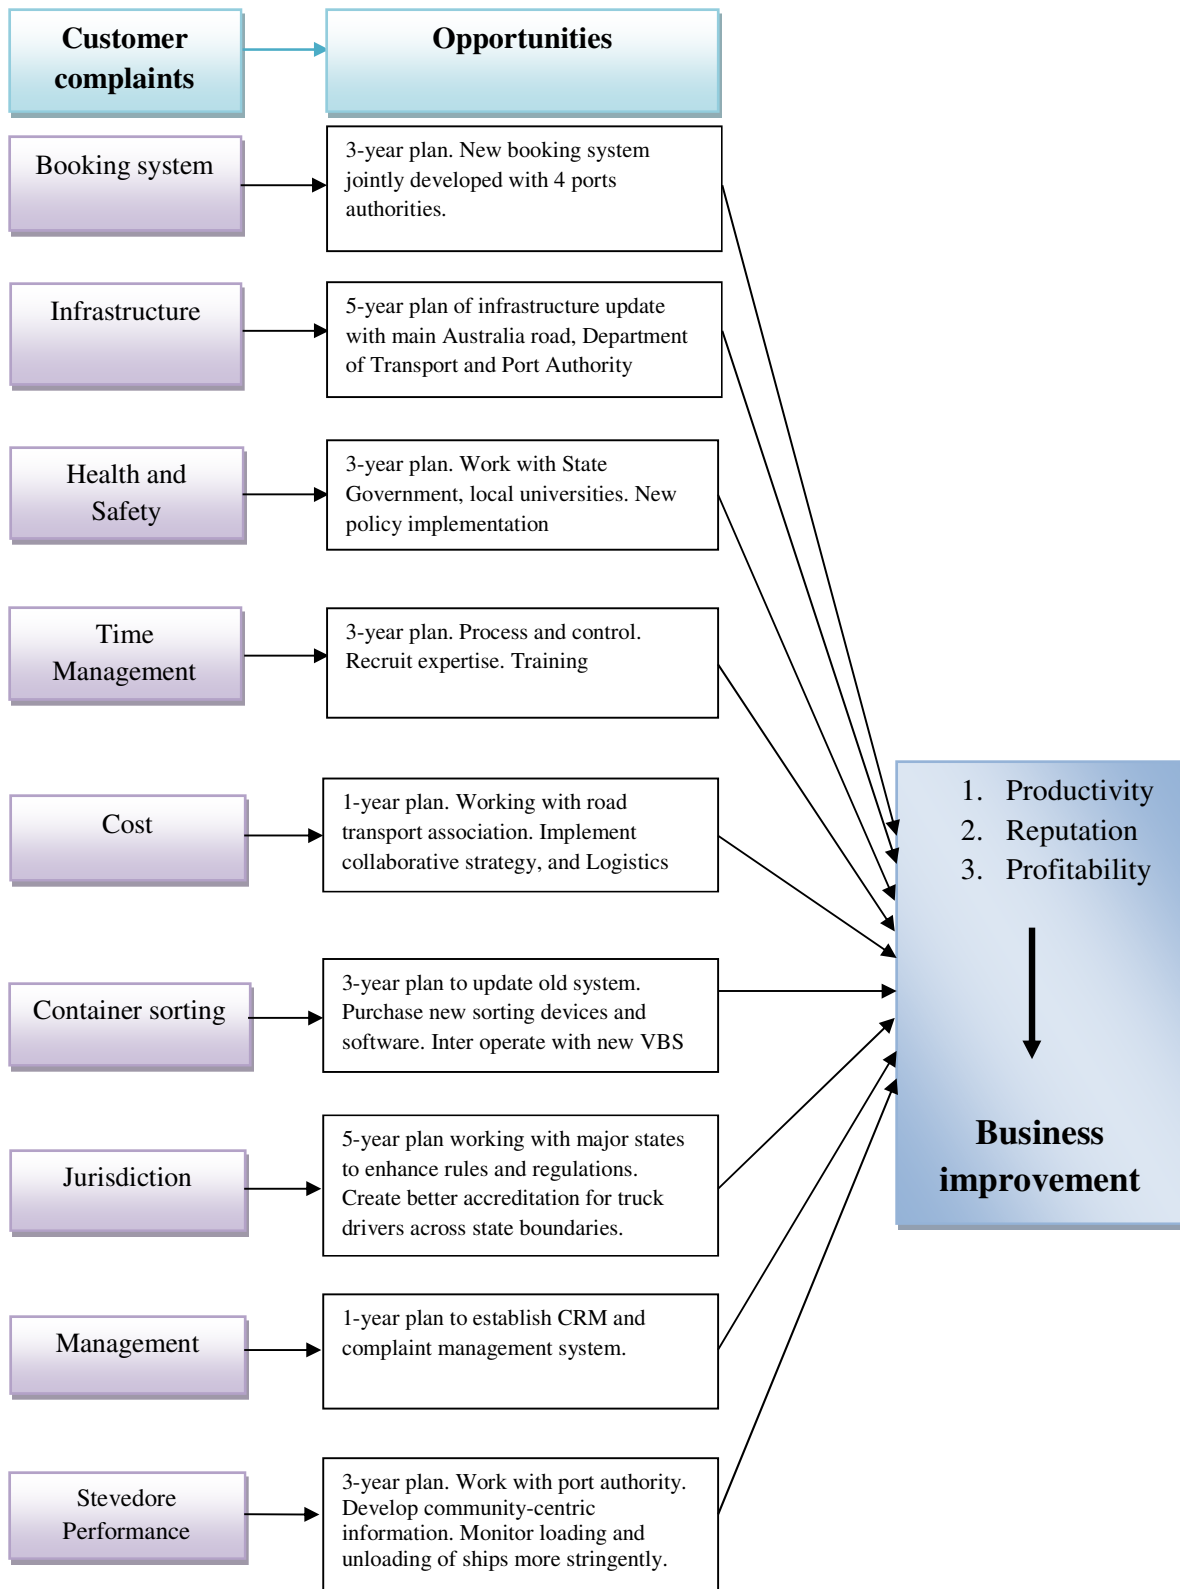 Customer
complaints
Opportunities
Booking system
3-year plan. New booking system
jointly developed with 4 ports
authorities.
Infrastructure
5-year plan of infrastructure update
with main Australia road, Department
of Transport and Port Authority
Health and
Safety
3-year plan. Work with State
Government, local universities. New
policy implementation
Time
Management
3-year plan. Process and control.
Recruit expertise. Training
Cost
1-year plan. Working with road
transport association. Implement
collaborative strategy, and Logistics
1. Productivity
2. Reputation
3. Profitability
Business
improvement
Container sorting
3-year plan to update old system.
Purchase new sorting devices and
software. Inter operate with new VBS
Jurisdiction
5-year plan working with major states
to enhance rules and regulations.
Create better accreditation for truck
drivers across state boundaries.
Management
1-year plan to establish CRM and
complaint management system.
Stevedore
Performance
3-year plan. Work with port authority.
Develop community-centric
information. Monitor loading and
unloading of ships more stringently.